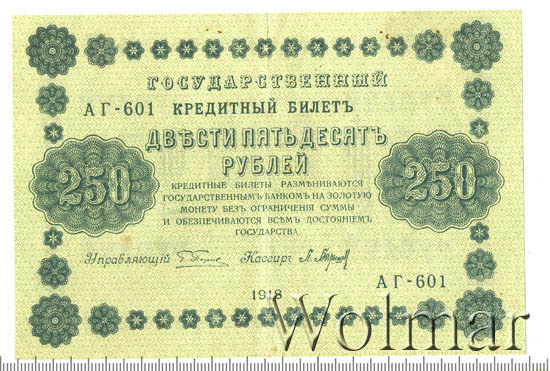 ГОСУДАРСТВЕННЫЙ
АГ-601 КРЕДИТНЫЙ БИЛЕТЪ
ДВѢСТИ ПЯТЬДЕСЯТЪ
РУБЛЕЙ
250 250
КРЕДИТНЫЕ БИЛЕТЫ РАЗМѢНИВАЮТСЯ
ГОСУДАРСТВЕННЫМЪ БАНКОМЪ НА ЗОЛОТУЮ
МОНЕТУ БЕЗЪ ОГРАНИЧЕНІЯ СУММЫ
И ОБЕЗПЕЧИВАЮТСЯ ВСѢМЪ ДОСТОЯНІЕМЪ
ГОСУДАРСТВА
Управляющій Кассиръ
АГ-601
1918
Wolmar